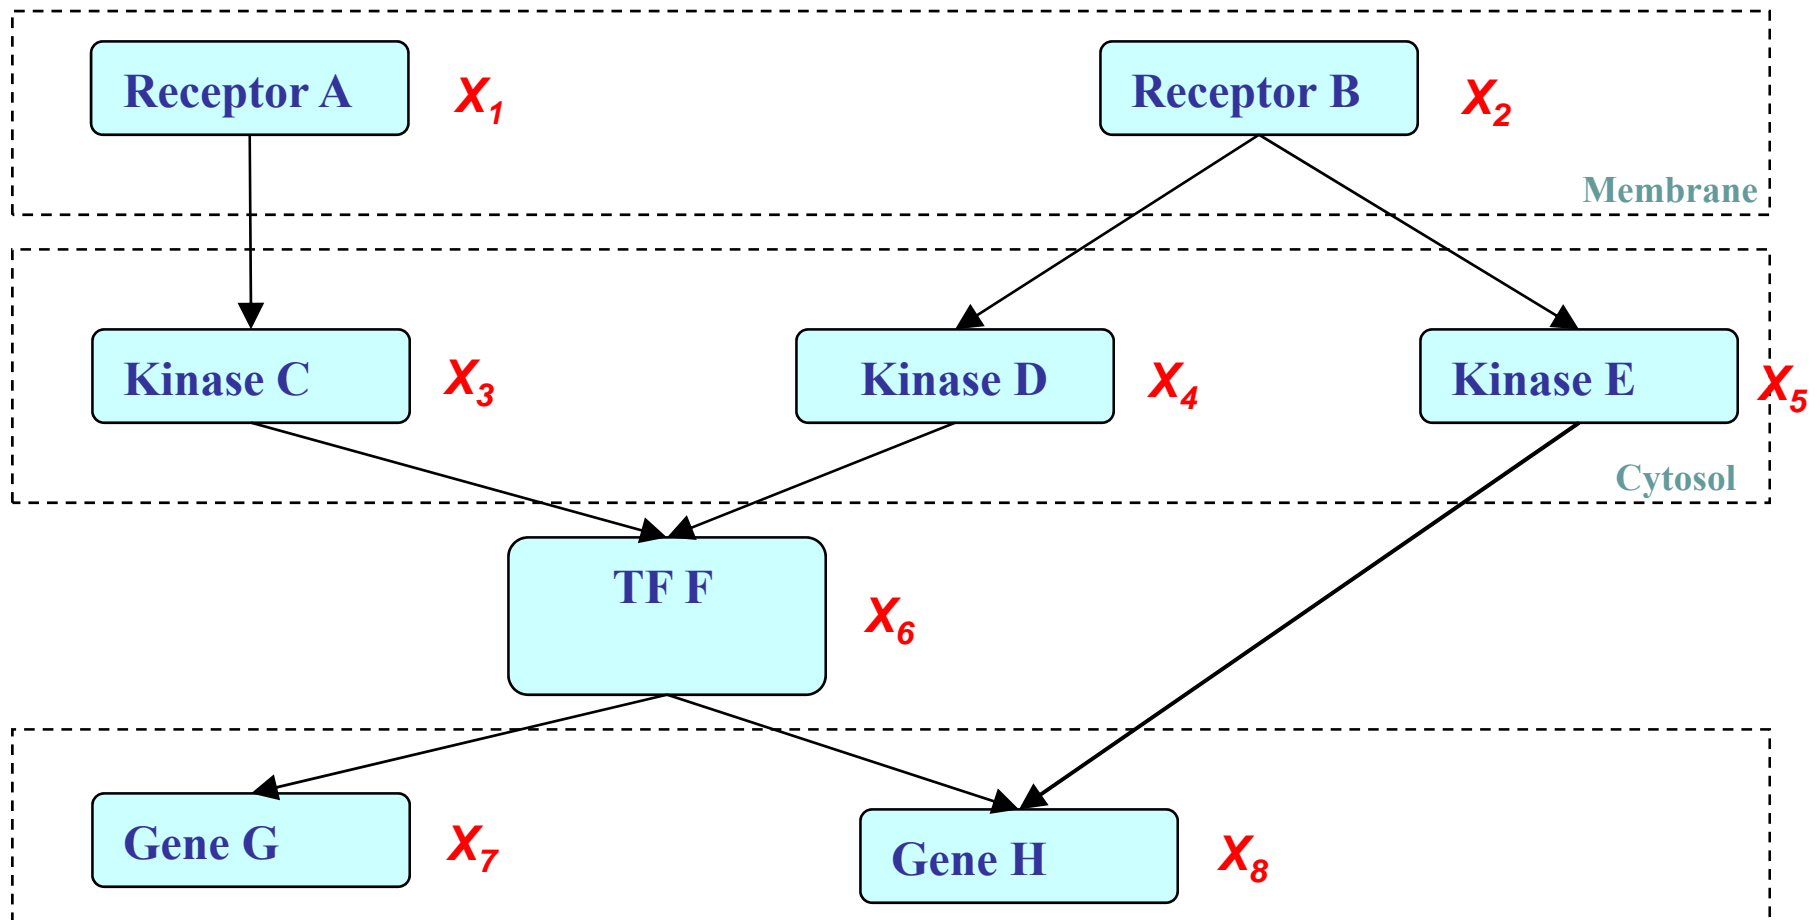 Receptor A
X1
Receptor B
X2
Membrane
Kinase C
X3
Kinase D
X4
Kinase E
X5
Cytosol
TF F
X6
Gene G
X7
Gene H
X8